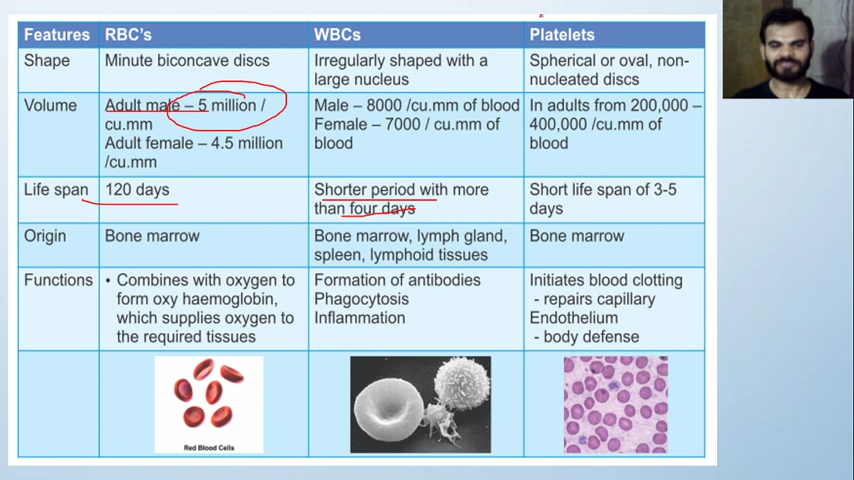 Features RBC's WBCs Platelets
Shape Minute biconcave discs Irregularly shaped with a Spherical or oval, non-
large nucleus nucleated discs
Volume Adult male – 5 million / Male – 8000 /cu.mm of blood In adults from 200,000 –
cu.mm Female – 7000 / cu.mm of 400,000 /cu.mm of
Adult female – 4.5 million blood blood
/cu.mm
Life span 120 days Shorter period with more Short life span of 3-5
than four days days
Origin Bone marrow Bone marrow, lymph gland, Bone marrow
spleen, lymphoid tissues
Functions • Combines with oxygen to Formation of antibodies Initiates blood clotting
form oxy haemoglobin, Phagocytosis - repairs capillary
which supplies oxygen to Inflammation Endothelium
the required tissues - body defense
Red Blood Cells